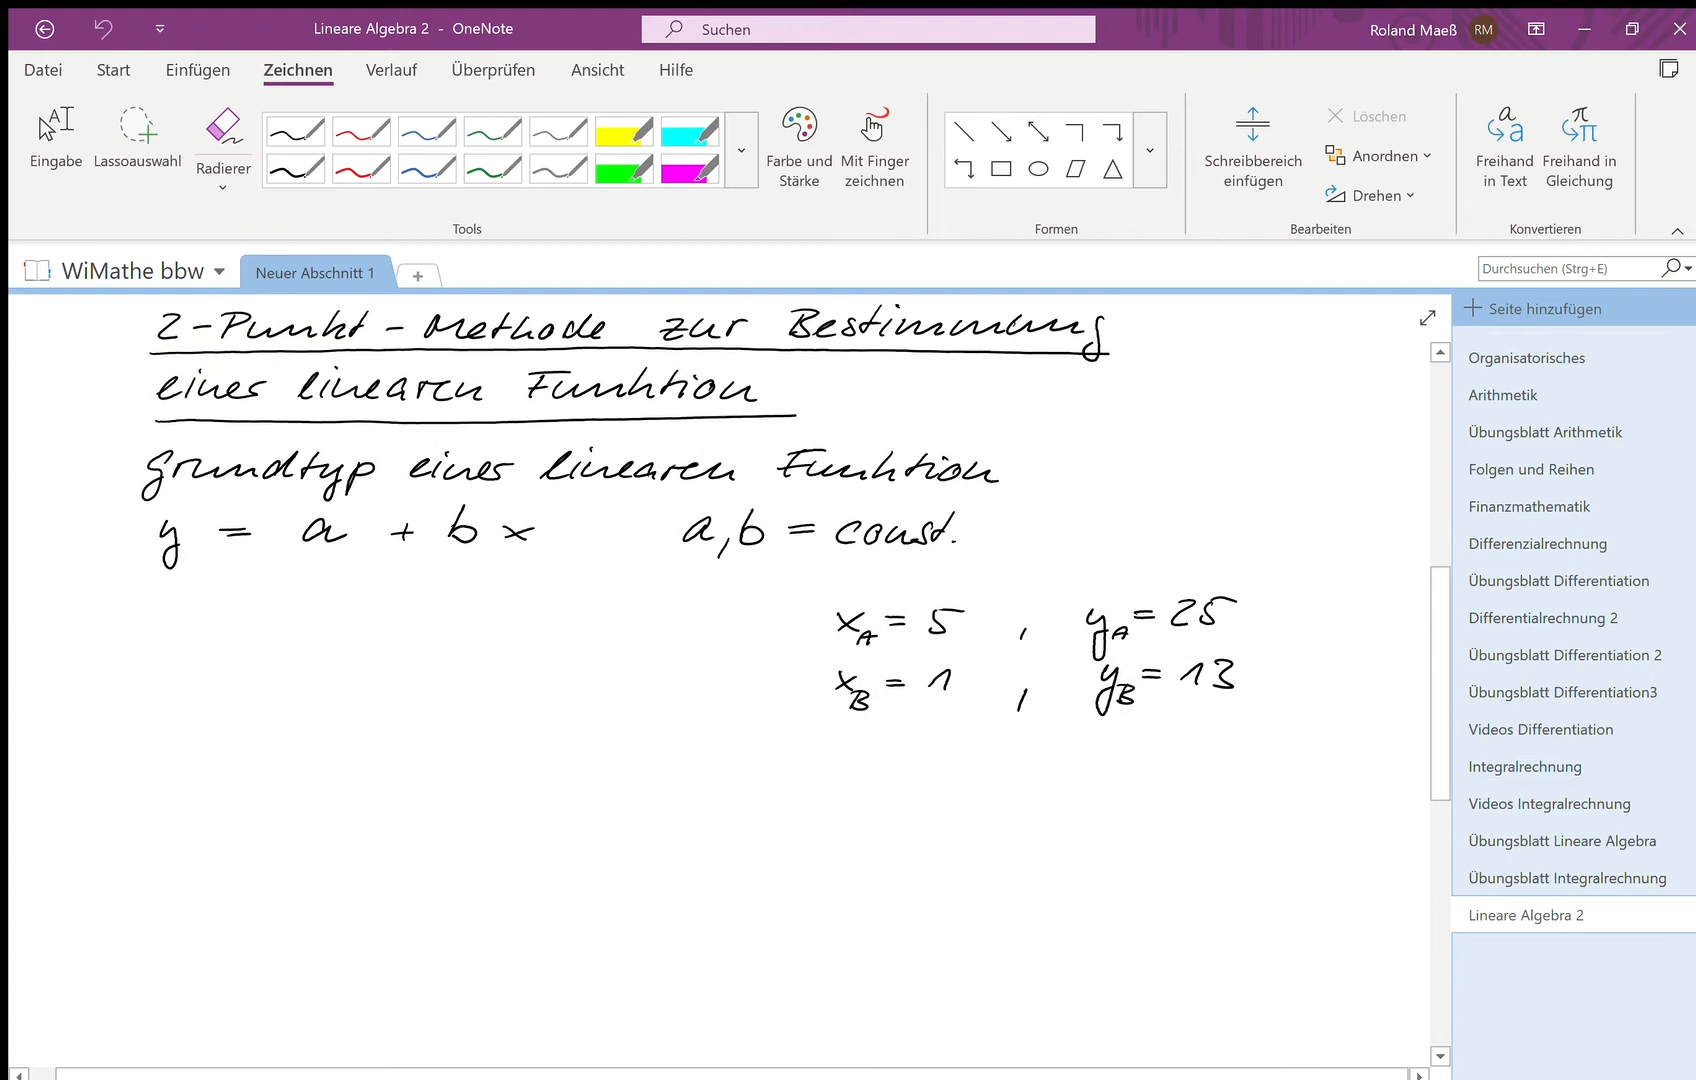 Lineare Algebra 2 - OneNote
Suchen
Roland Maeß RM
Datei Start Einfügen Zeichnen Verlauf Überprüfen Ansicht Hilfe
Eingabe
Lassoauswahl
Radierer
Farbe und Stärke
Mit Finger zeichnen
Tools
Formen
Schreibbereich einfügen
Löschen
Anordnen
Drehen
Bearbeiten
Freihand in Text
Freihand in Gleichung
Konvertieren
WiMathe bbw
Neuer Abschnitt 1
Durchsuchen (Strg+E)
2-Punkt-Methode zur Bestimmung
einer linearen Funktion
Grundtyp einer linearen Funktion
y = a + b x a,b = const.
x_A = 5 , y_A = 25
x_B = 1 , y_B = 13
Seite hinzufügen
Organisatorisches
Arithmetik
Übungsblatt Arithmetik
Folgen und Reihen
Finanzmathematik
Differenzialrechnung
Übungsblatt Differentiation
Differentialrechnung 2
Übungsblatt Differentiation 2
Übungsblatt Differentiation3
Videos Differentiation
Integralrechnung
Videos Integralrechnung
Übungsblatt Lineare Algebra
Übungsblatt Integralrechnung
Lineare Algebra 2